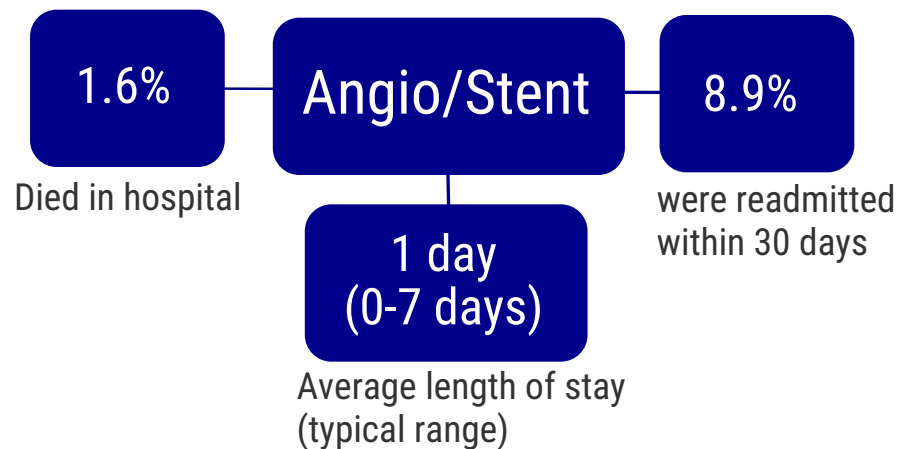 1.6%
Died in hospital
Angio/Stent
8.9%
were readmitted
within 30 days
1 day
(0-7 days)
Average length of stay
(typical range)